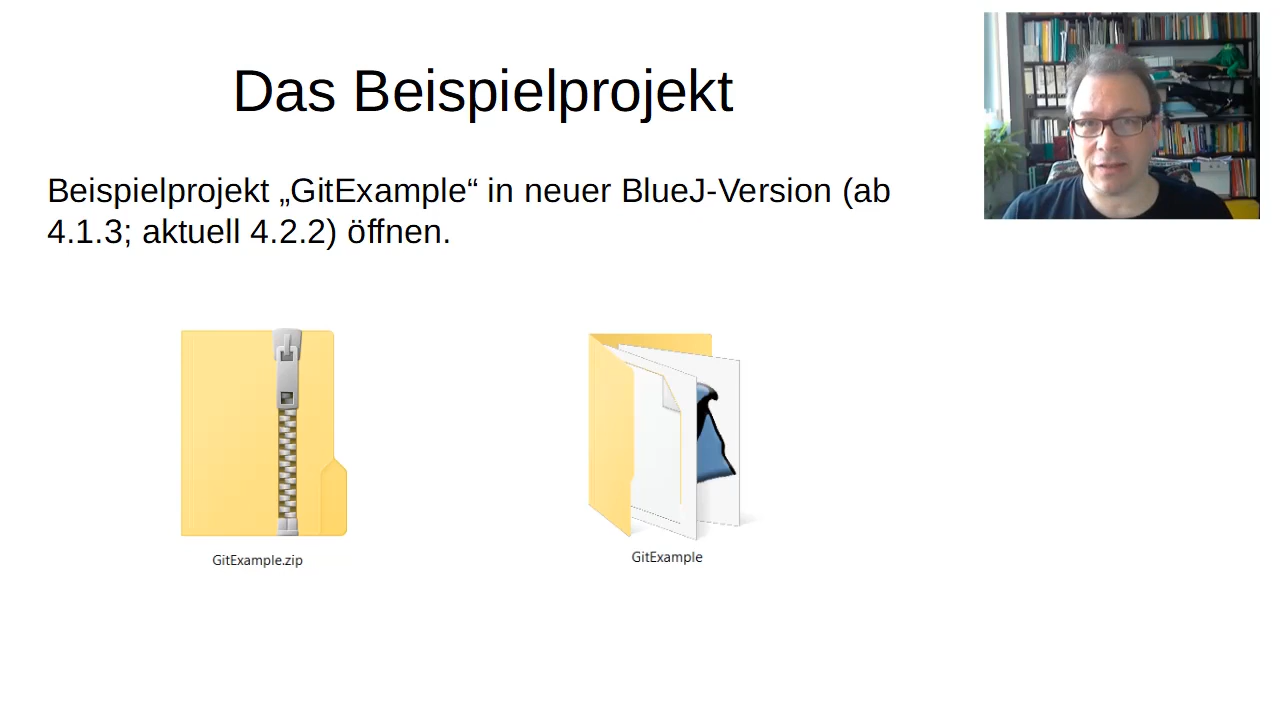 Das Beispielprojekt
Beispielprojekt „GitExample“ in neuer BlueJ-Version (ab
4.1.3; aktuell 4.2.2) öffnen.
GitExample.zip
GitExample